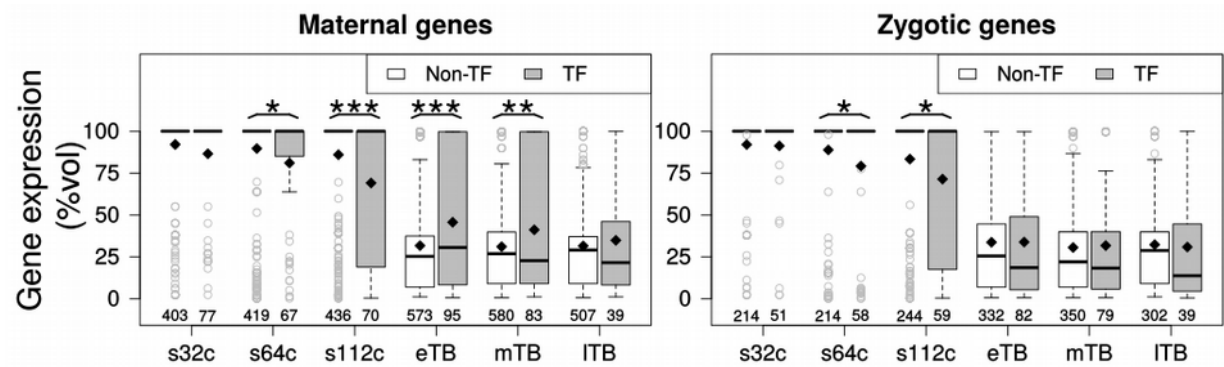 Maternal genes
Zygotic genes
Non-TF TF
Non-TF TF
Gene expression
(%vol)
* *** *** **
* *
100
75
50
25
0
100
75
50
25
0
403 77 419 67 436 70 573 95 580 83 507 39
214 51 214 58 244 59 332 82 350 79 302 39
s32c s64c s112c eTB mTB lTB
s32c s64c s112c eTB mTB lTB